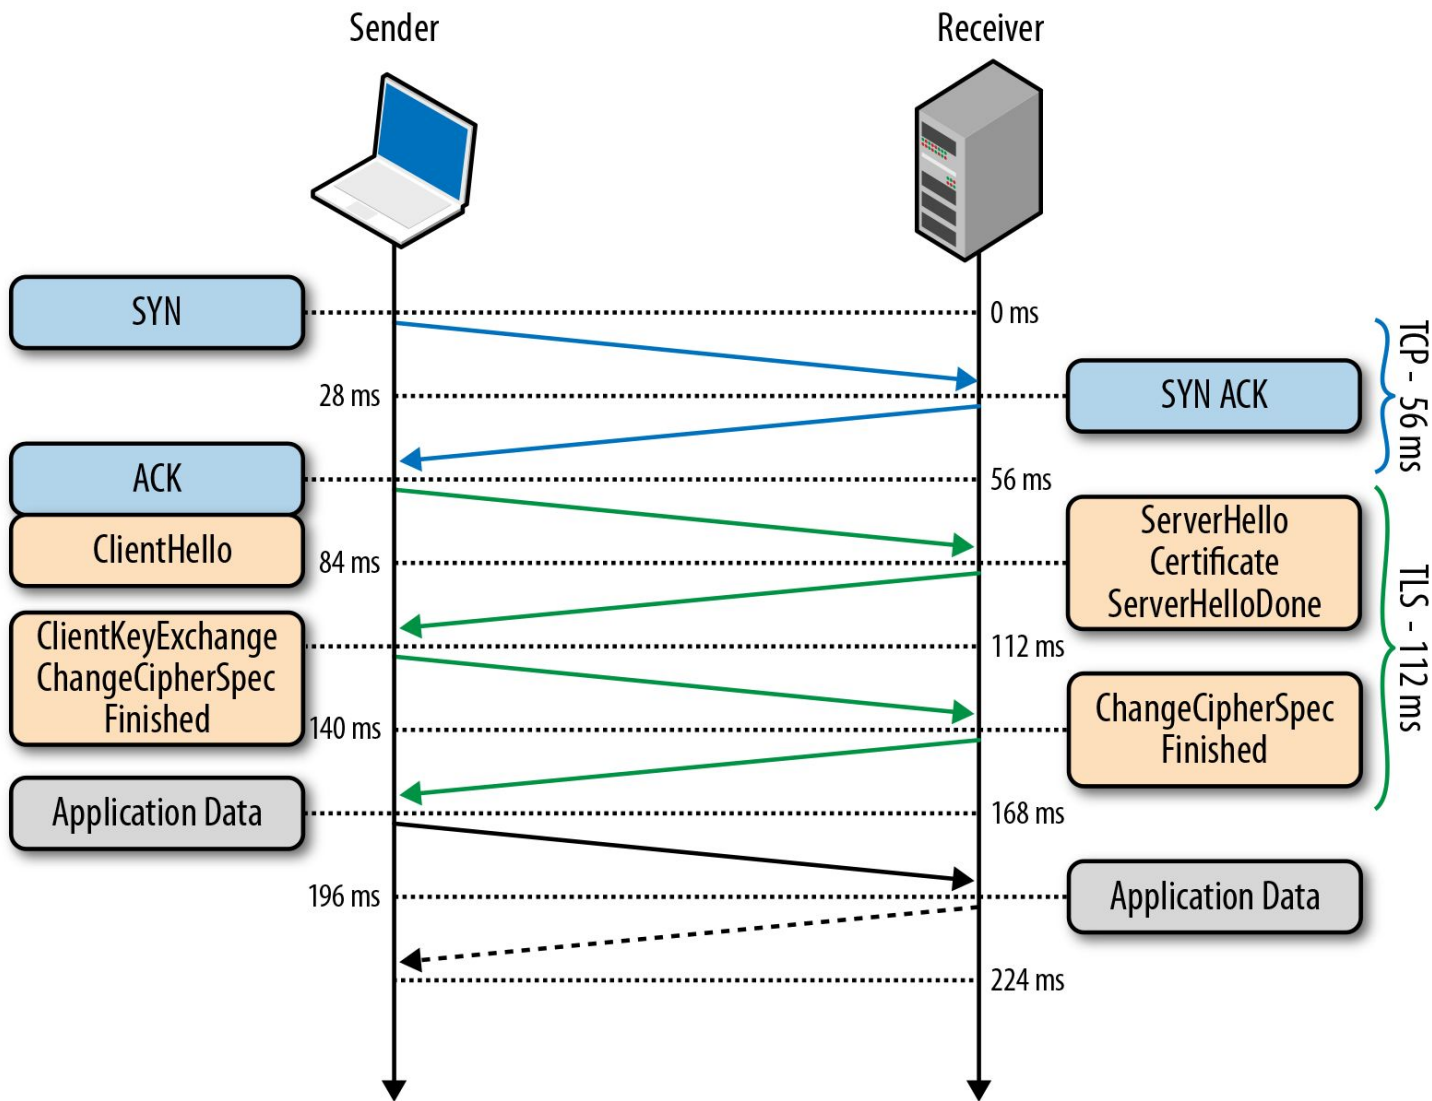 Sender
Receiver
SYN
0 ms
28 ms
SYN ACK
TCP - 56 ms
ACK
56 ms
ClientHello
84 ms
ServerHello
Certificate
ServerHelloDone
TLS - 112 ms
ClientKeyExchange
ChangeCipherSpec
Finished
112 ms
140 ms
ChangeCipherSpec
Finished
Application Data
168 ms
196 ms
Application Data
224 ms